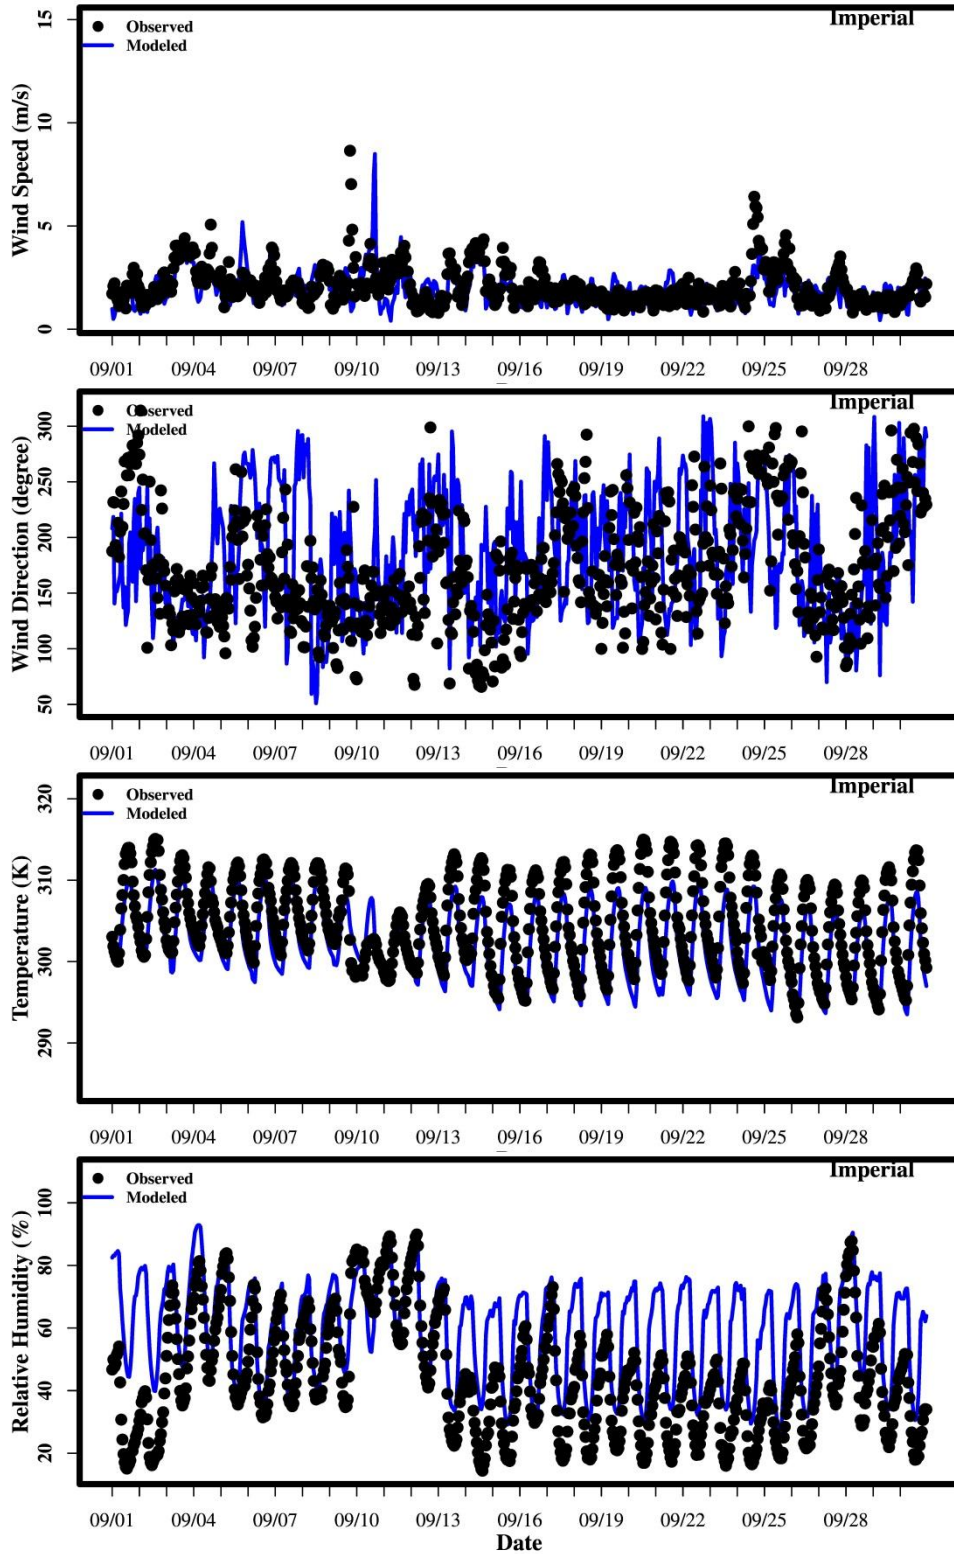 Imperial
Observed
Modeled
Wind Speed (m/s)
15
10
5
0
09/01 09/04 09/07 09/10 09/13 09/16 09/19 09/22 09/25 09/28
Imperial
Observed
Modeled
Wind Direction (degree
300
250
200
150
100
50
09/01 09/04 09/07 09/10 09/13 09/16 09/19 09/22 09/25 09/28
Imperial
Observed
Modeled
Temperature (K)
320
310
300
290
09/01 09/04 09/07 09/10 09/13 09/16 09/19 09/22 09/25 09/28
Imperial
Observed
Modeled
Relative Humidity (%)
100
80
60
40
20
09/01 09/04 09/07 09/10 09/13 09/16 09/19 09/22 09/25 09/28
Date